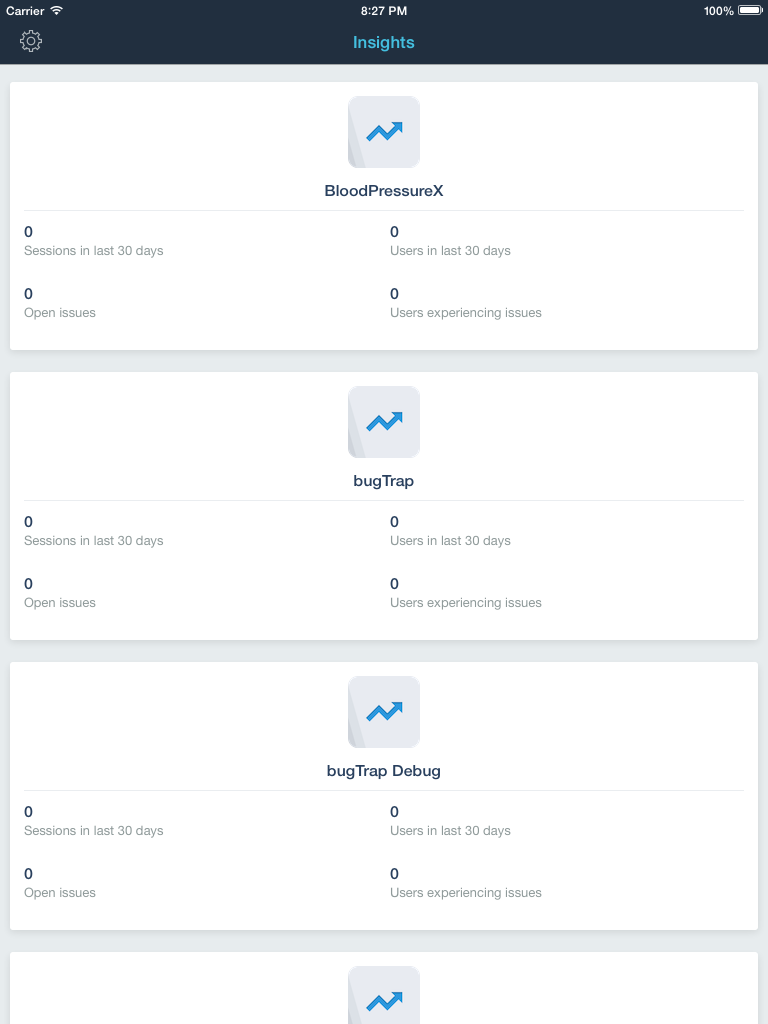 Carrier 8:27 PM 100%
Insights
BloodPressureX
0 0
Sessions in last 30 days Users in last 30 days
0 0
Open issues Users experiencing issues
bugTrap
0 0
Sessions in last 30 days Users in last 30 days
0 0
Open issues Users experiencing issues
bugTrap Debug
0 0
Sessions in last 30 days Users in last 30 days
0 0
Open issues Users experiencing issues